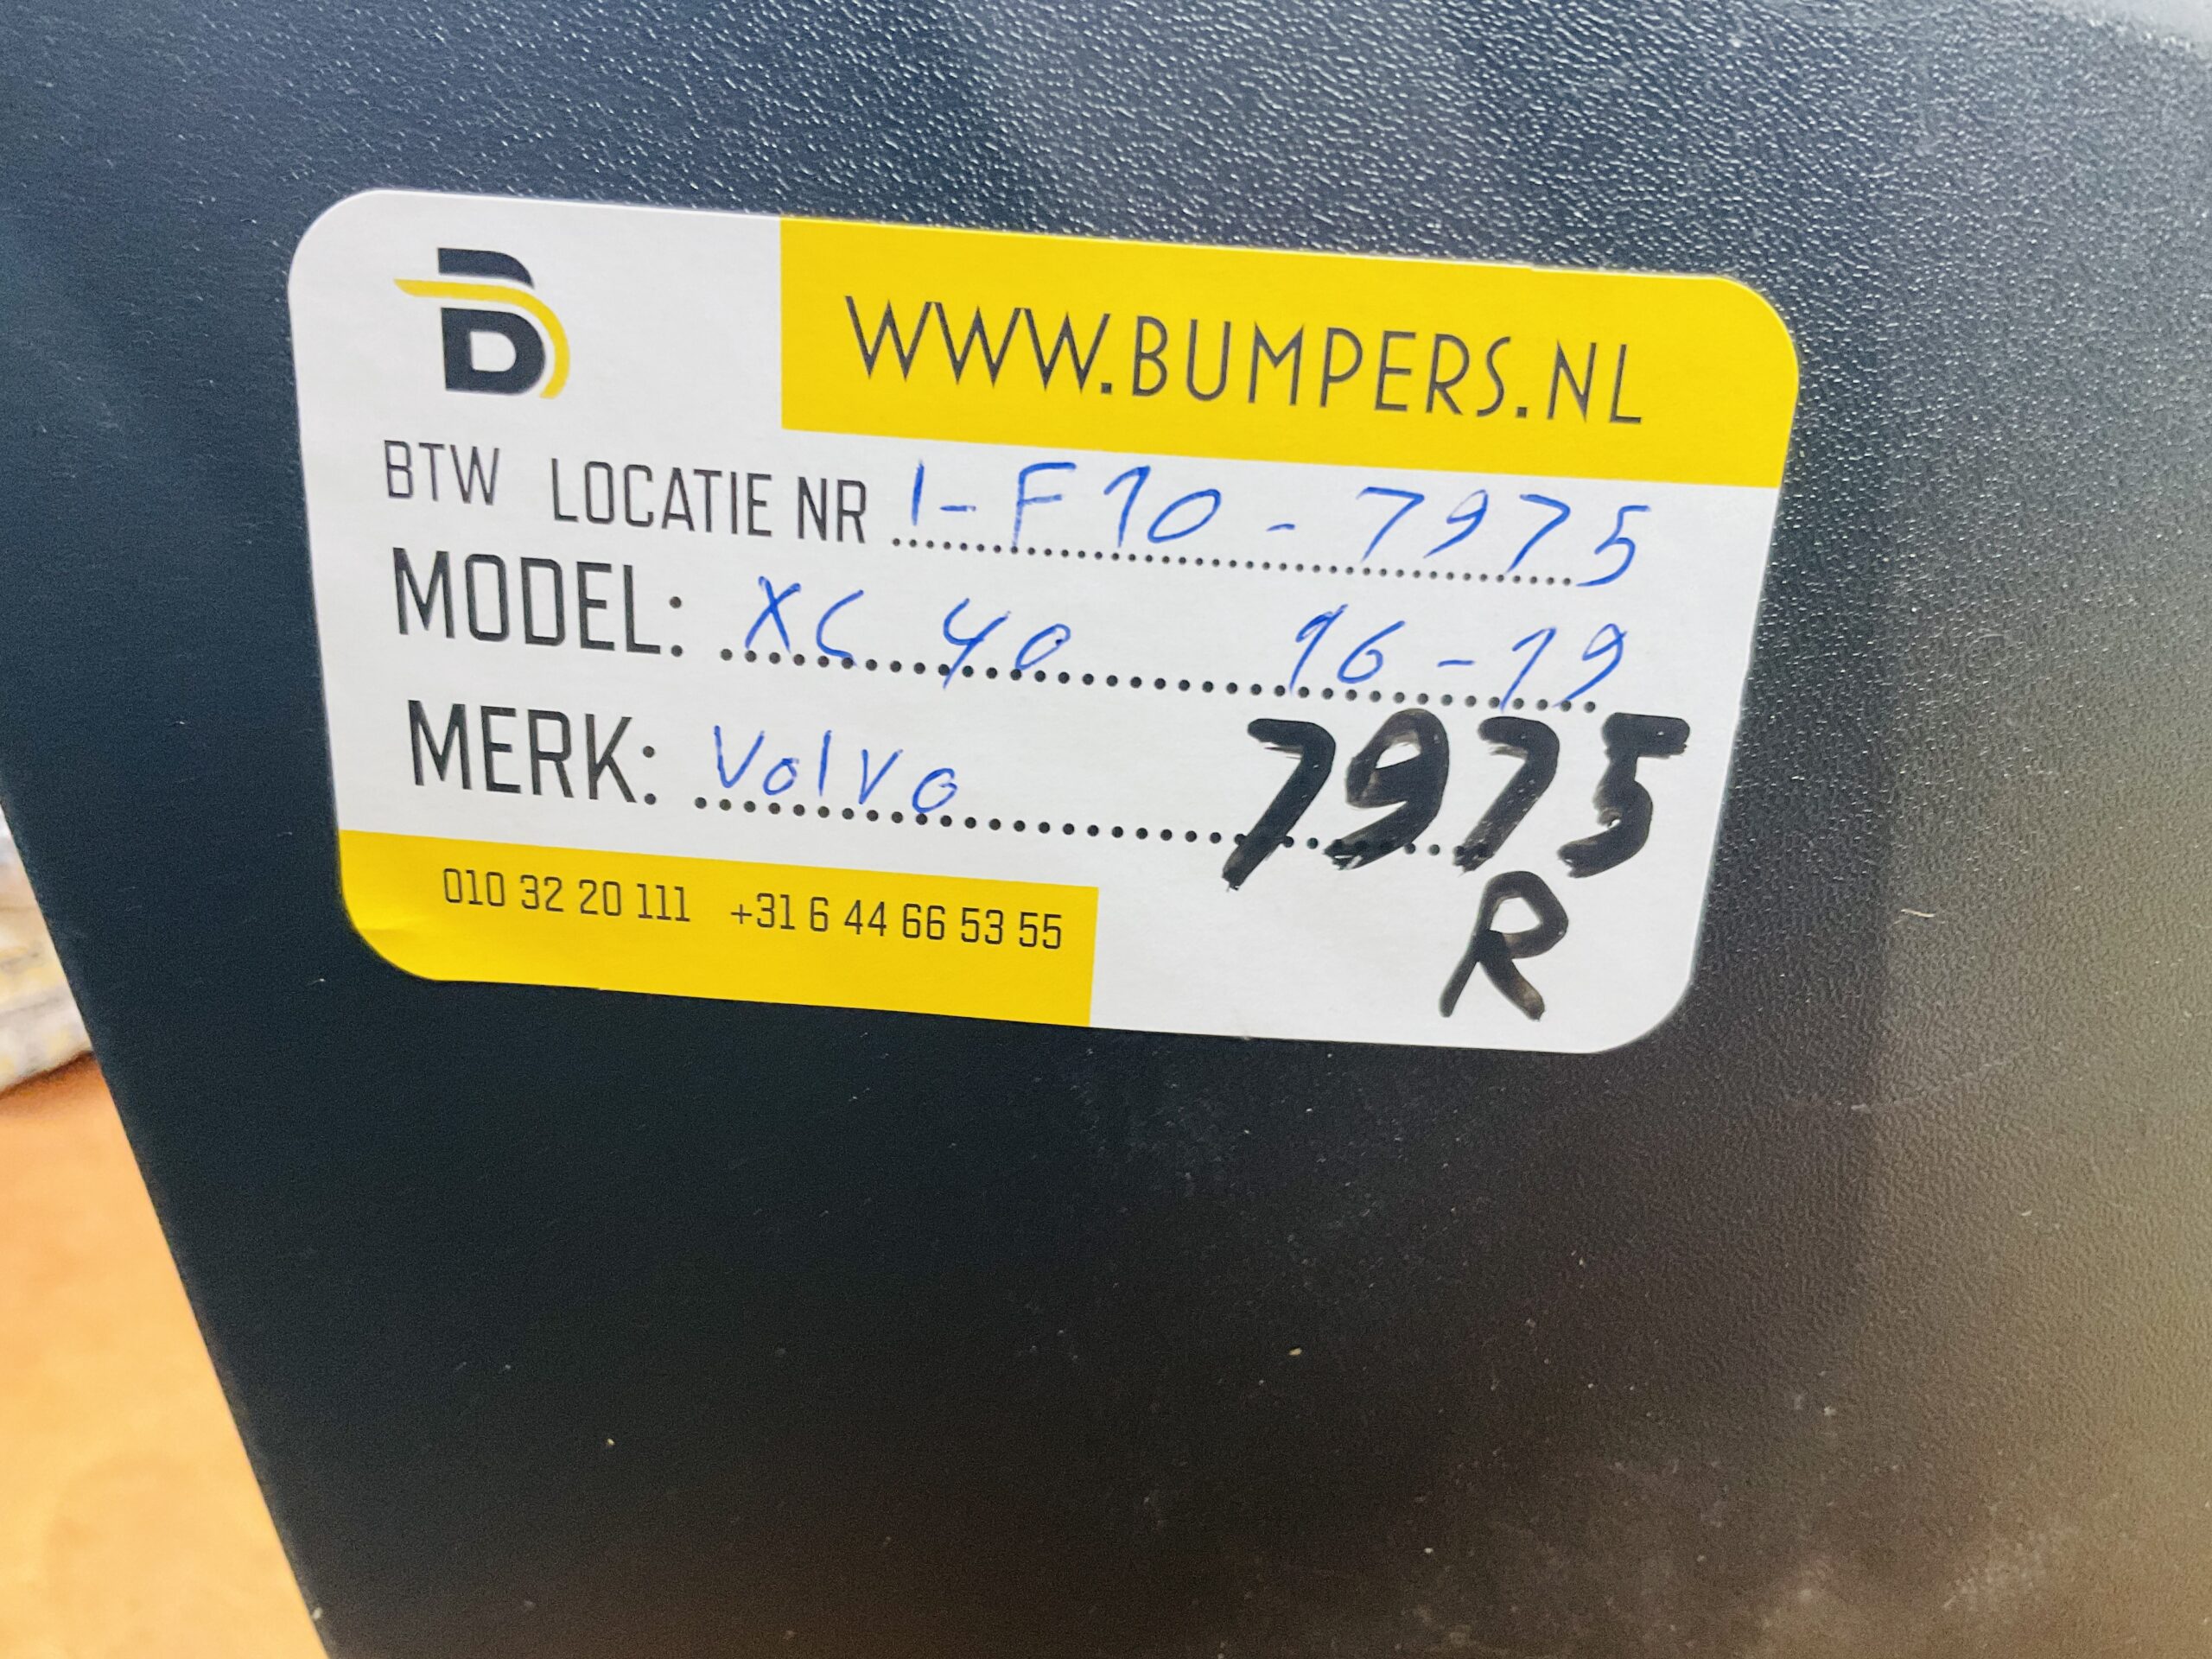 B
WWW.BUMPERS.NL
BTW LOCATIE NR 1-F10-7975
MODEL: XC 40 16-19
MERK: Volvo 7975
R
010 32 20 111 +31 6 44 66 53 55